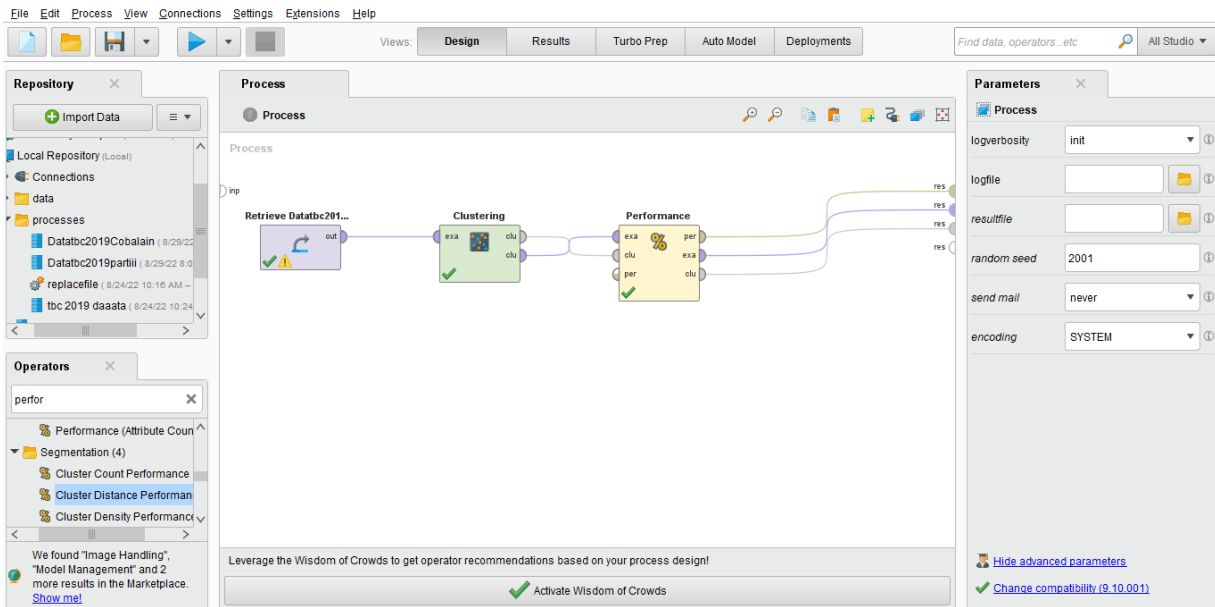 File Edit Process View Connections Settings Extensions Help
Views: Design Results Turbo Prep Auto Model Deployments
Find data, operators...etc
All Studio
Repository
Import Data
Local Repository (Local)
Connections
data
processes
Datatbc2019Cobalain ( 8/29/22
Datatbc2019partiii ( 8/29/22 8:0
replacefile ( 8/24/22 10:16 AM –
tbc 2019 daaata ( 8/24/22 10:24
Operators
perfor
Performance (Attribute Coun
Segmentation (4)
Cluster Count Performance
Cluster Distance Performan
Cluster Density Performance
We found "Image Handling",
"Model Management" and 2
more results in the Marketplace.
Show me!
Process
Process
Process
inp
Retrieve Datatbc201...
out
Clustering
exa clu
clu
Performance
exa per
clu exa
per clu
res
res
res
res
Leverage the Wisdom of Crowds to get operator recommendations based on your process design!
Activate Wisdom of Crowds
Parameters
Process
logverbosity init
logfile
resultfile
random seed 2001
send mail never
encoding SYSTEM
Hide advanced parameters
Change compatibility (9.10.001)